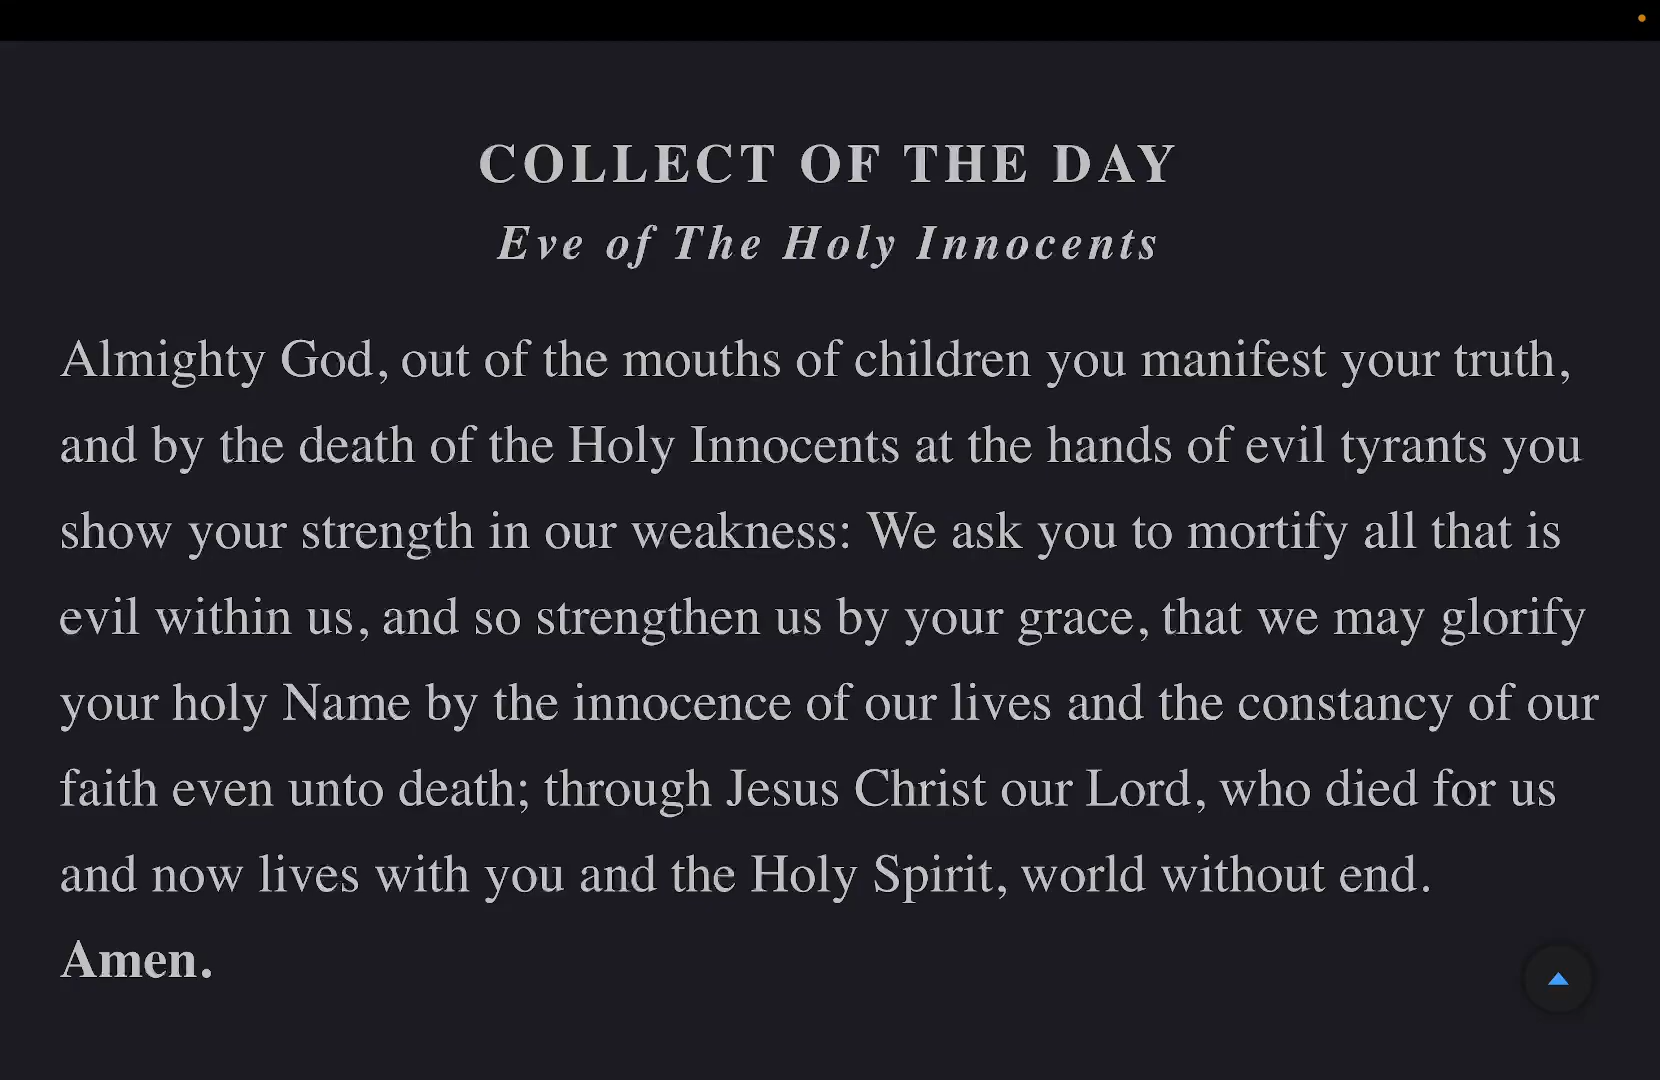 COLLECT OF THE DAY
Eve of The Holy Innocents
Almighty God, out of the mouths of children you manifest your truth,
and by the death of the Holy Innocents at the hands of evil tyrants you
show your strength in our weakness: We ask you to mortify all that is
evil within us, and so strengthen us by your grace, that we may glorify
your holy Name by the innocence of our lives and the constancy of our
faith even unto death; through Jesus Christ our Lord, who died for us
and now lives with you and the Holy Spirit, world without end.
Amen.